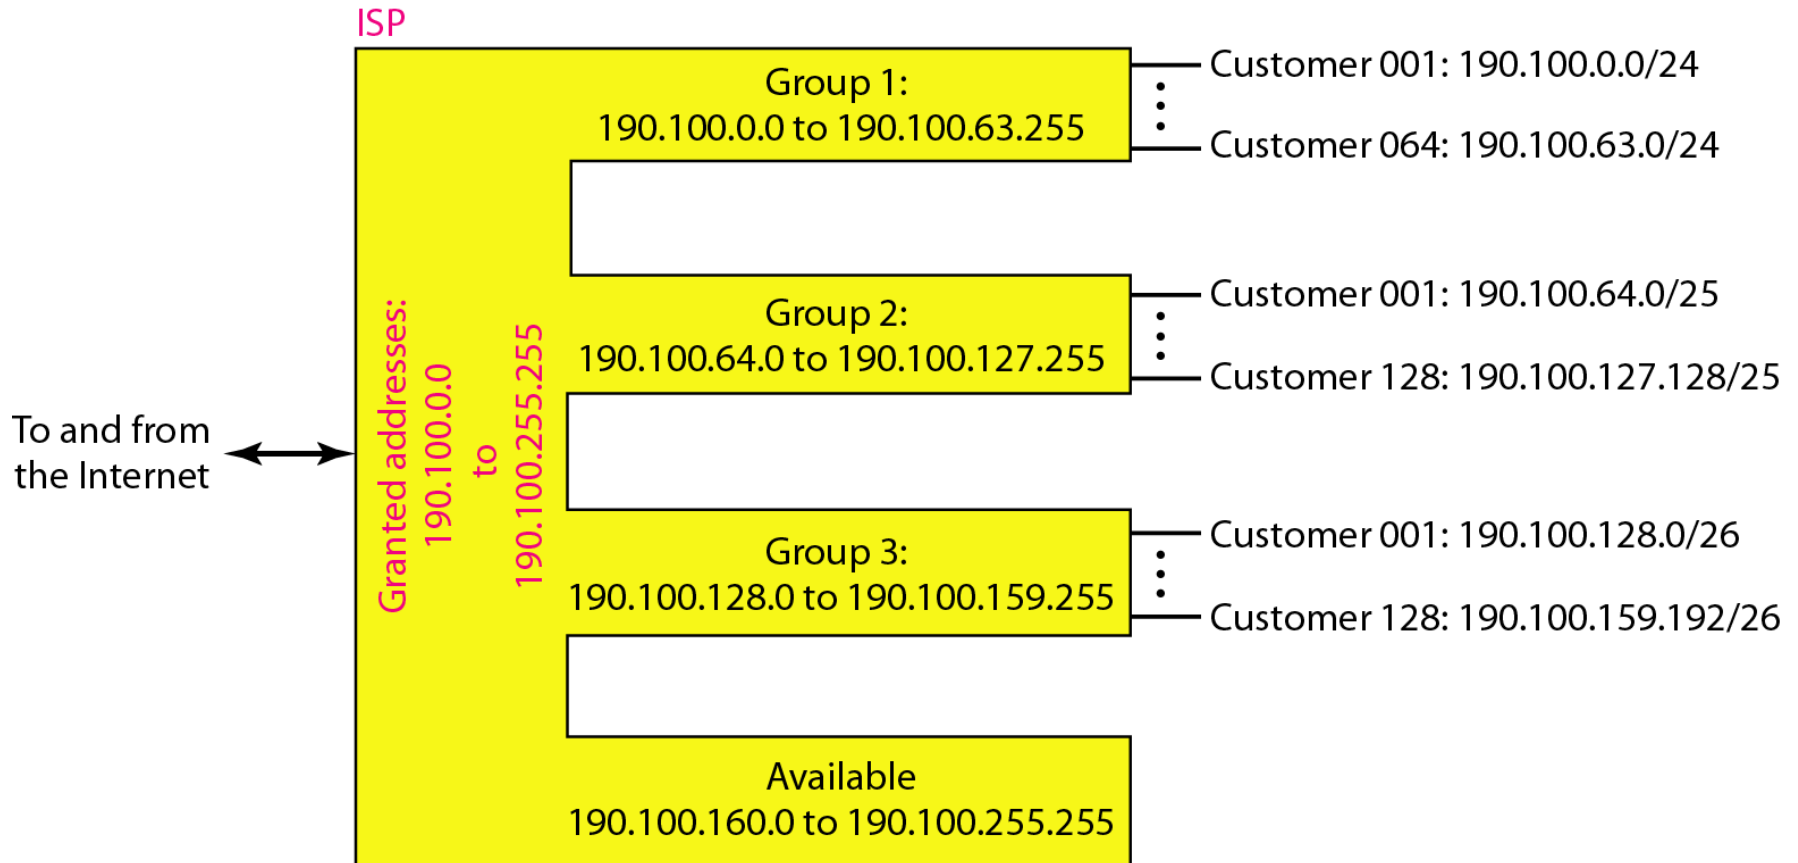 ISP
Group 1:
190.100.0.0 to 190.100.63.255
Customer 001: 190.100.0.0/24
Customer 064: 190.100.63.0/24
Group 2:
190.100.64.0 to 190.100.127.255
Customer 001: 190.100.64.0/25
Customer 128: 190.100.127.128/25
To and from
the Internet
Granted addresses:
190.100.0.0
to
190.100.255.255
Group 3:
190.100.128.0 to 190.100.159.255
Customer 001: 190.100.128.0/26
Customer 128: 190.100.159.192/26
Available
190.100.160.0 to 190.100.255.255